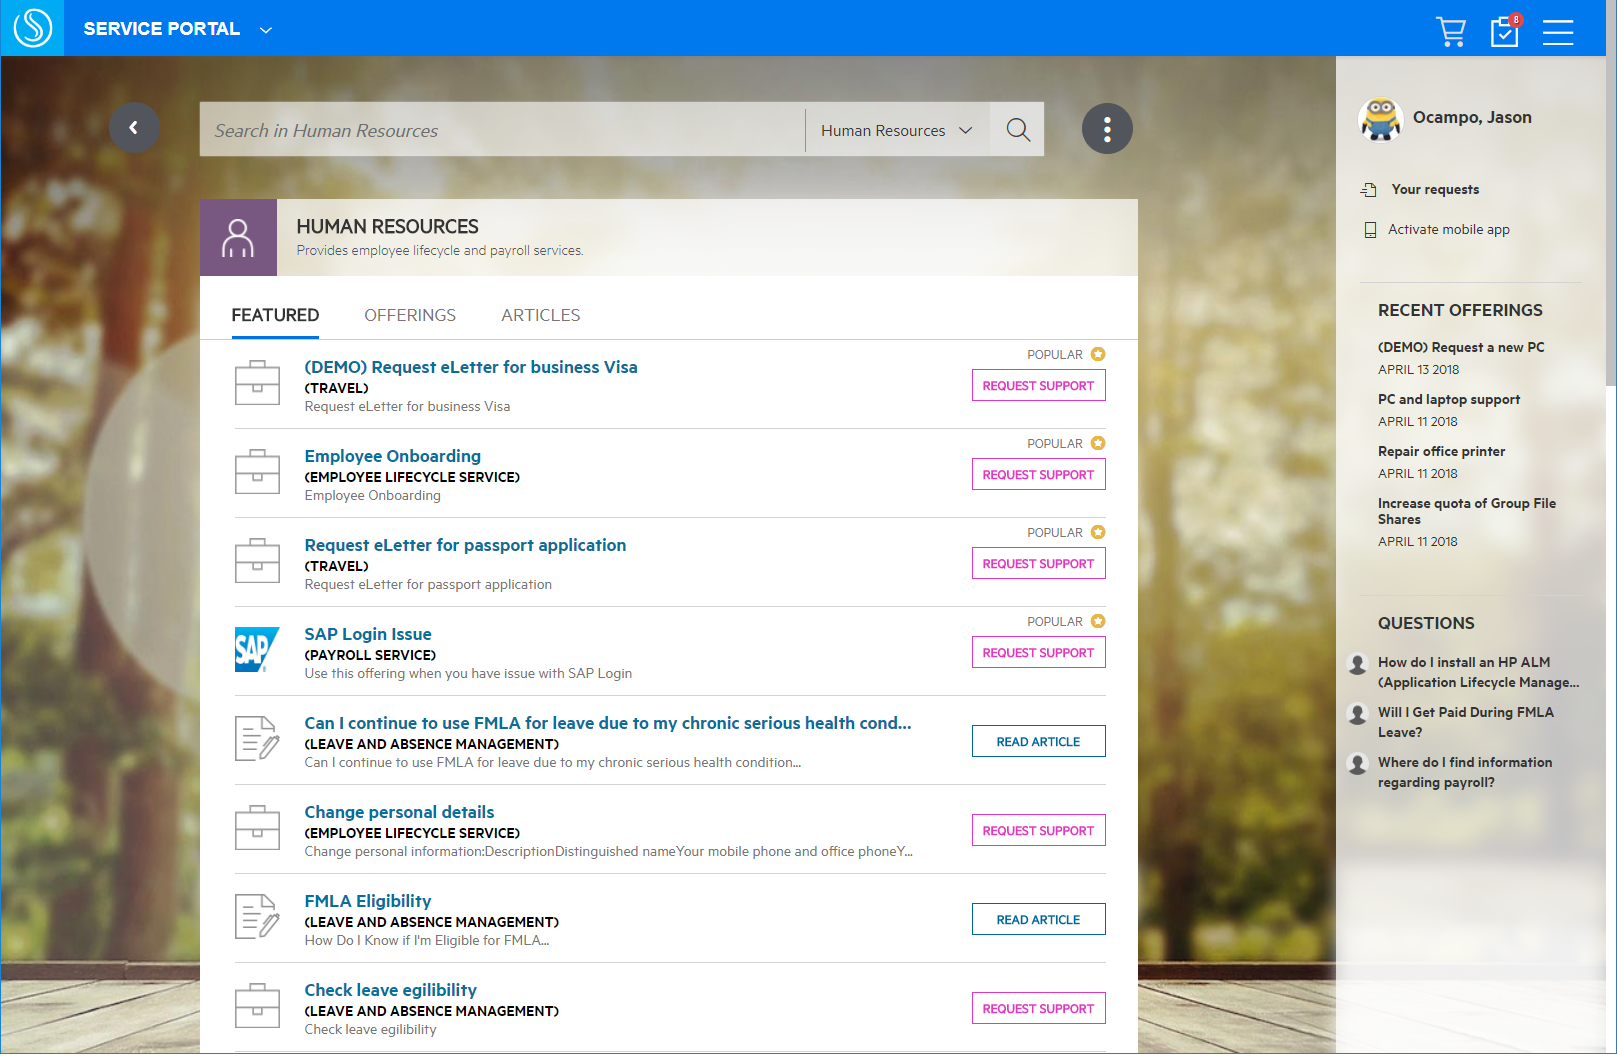 SERVICE PORTAL
8
Search in Human Resources
Human Resources
Ocampo, Jason
Your requests
Activate mobile app
HUMAN RESOURCES
Provides employee lifecycle and payroll services.
FEATURED
OFFERINGS
ARTICLES
(DEMO) Request eLetter for business Visa
(TRAVEL)
Request eLetter for business Visa
POPULAR
REQUEST SUPPORT
Employee Onboarding
(EMPLOYEE LIFECYCLE SERVICE)
Employee Onboarding
POPULAR
REQUEST SUPPORT
Request eLetter for passport application
(TRAVEL)
Request eLetter for passport application
POPULAR
REQUEST SUPPORT
SAP
SAP Login Issue
(PAYROLL SERVICE)
Use this offering when you have issue with SAP Login
POPULAR
REQUEST SUPPORT
Can I continue to use FMLA for leave due to my chronic serious health cond...
(LEAVE AND ABSENCE MANAGEMENT)
Can I continue to use FMLA for leave due to my chronic serious health condition...
READ ARTICLE
Change personal details
(EMPLOYEE LIFECYCLE SERVICE)
Change personal information:DescriptionDistinguished nameYour mobile phone and office phoneY...
REQUEST SUPPORT
FMLA Eligibility
(LEAVE AND ABSENCE MANAGEMENT)
How Do I Know if I'm Eligible for FMLA...
READ ARTICLE
Check leave egilibility
(LEAVE AND ABSENCE MANAGEMENT)
Check leave egilibility
REQUEST SUPPORT
RECENT OFFERINGS
(DEMO) Request a new PC
APRIL 13 2018
PC and laptop support
APRIL 11 2018
Repair office printer
APRIL 11 2018
Increase quota of Group File
Shares
APRIL 11 2018
QUESTIONS
How do I install an HP ALM
(Application Lifecycle Manage...
Will I Get Paid During FMLA
Leave?
Where do I find information
regarding payroll?